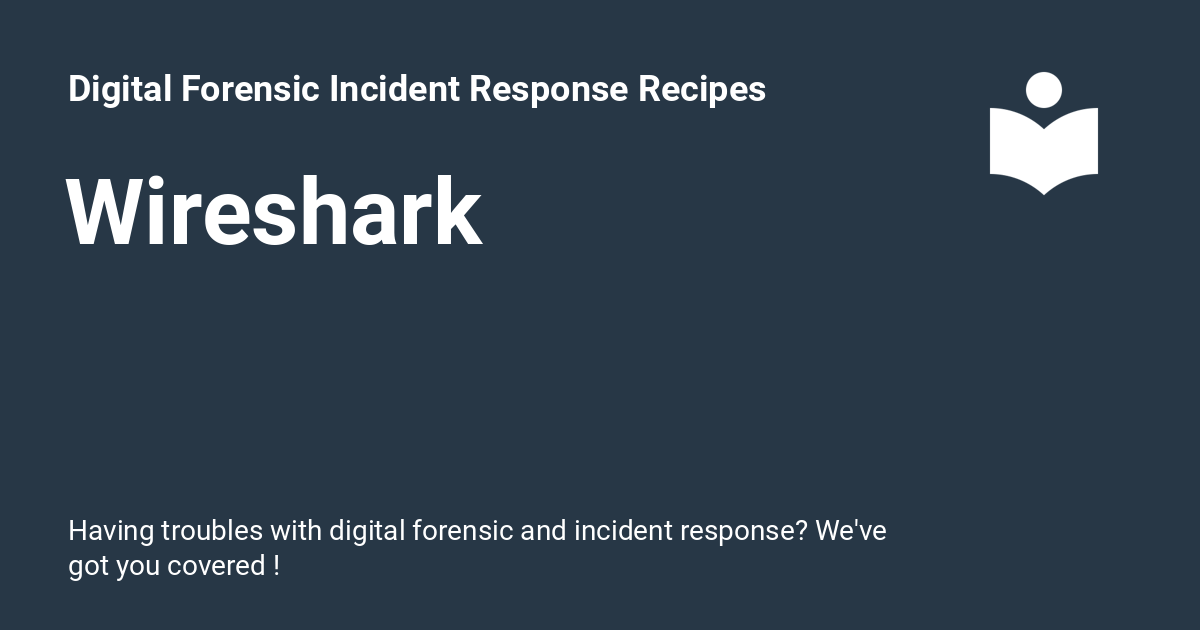 Digital Forensic Incident Response Recipes
Wireshark
Having troubles with digital forensic and incident response? We've
got you covered !